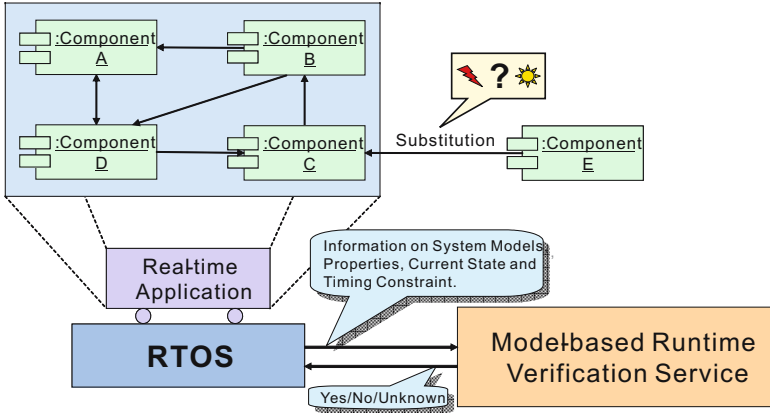 :Component
A
:Component
B
?
:Component
D
:Component
C
Substitution
:Component
E
Real-time
Application
Information on System Models,
Properties, Current State and
Timing Constraint.
RTOS
Model-based Runtime
Verification Service
Yes/No/Unknown